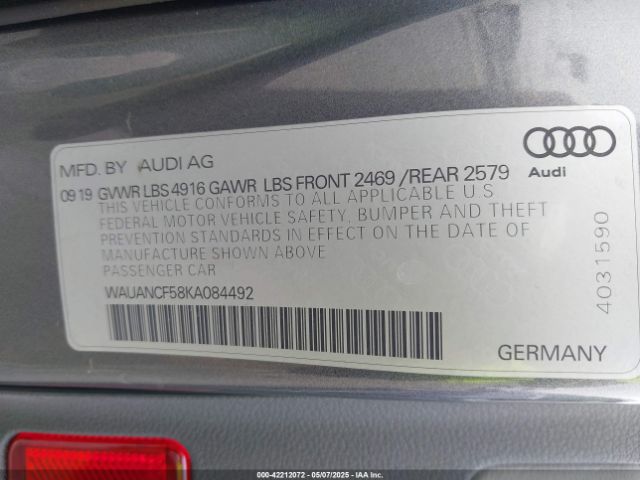 MFD. BY AUDI AG
09 19 GVWR LBS 4916 GAWR LBS FRONT 2469 /REAR 2579
THIS VEHICLE CONFORMS TO ALL APPLICABLE U S
FEDERAL MOTOR VEHICLE SAFETY, BUMPER AND THEFT
PREVENTION STANDARDS IN EFFECT ON THE DATE OF
MANUFACTURE SHOWN ABOVE
PASSENGER CAR
WAUANCF58KA084492
Audi
4031590
GERMANY
000-42212072 05/07/2025 IAAI.COM